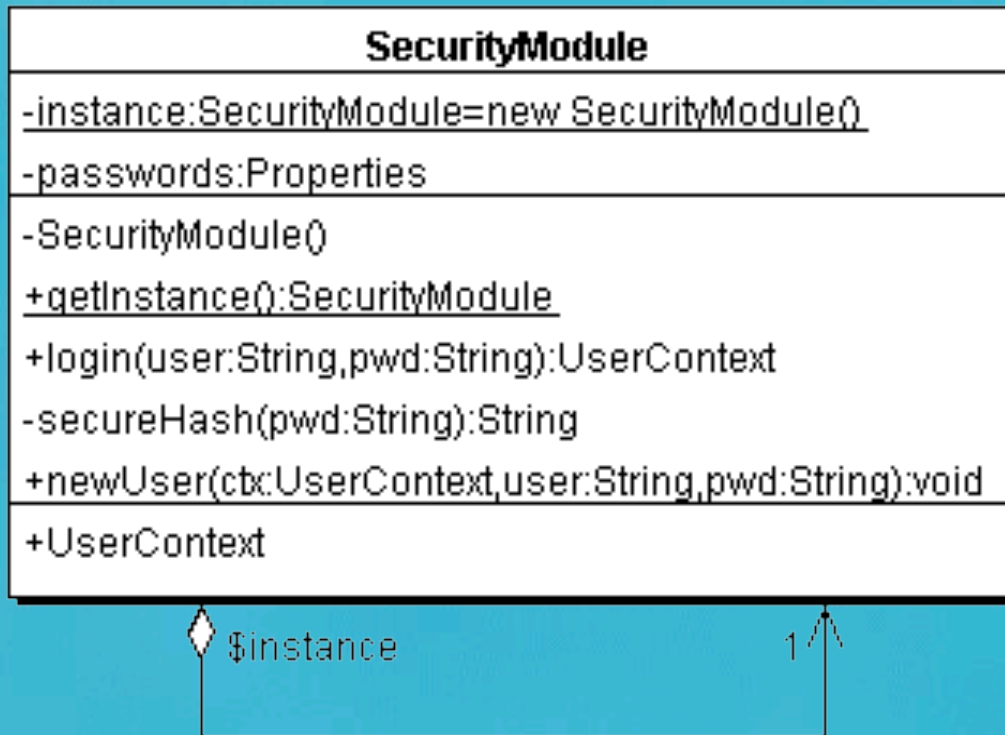 SecurityModule
-instance:SecurityModule=new SecurityModule()
-passwords:Properties
-SecurityModule()
+getInstance():SecurityModule
+login(user:String,pwd:String):UserContext
-secureHash(pwd:String):String
+newUser(ctx:UserContext,user:String,pwd:String):void
+UserContext
$instance 1